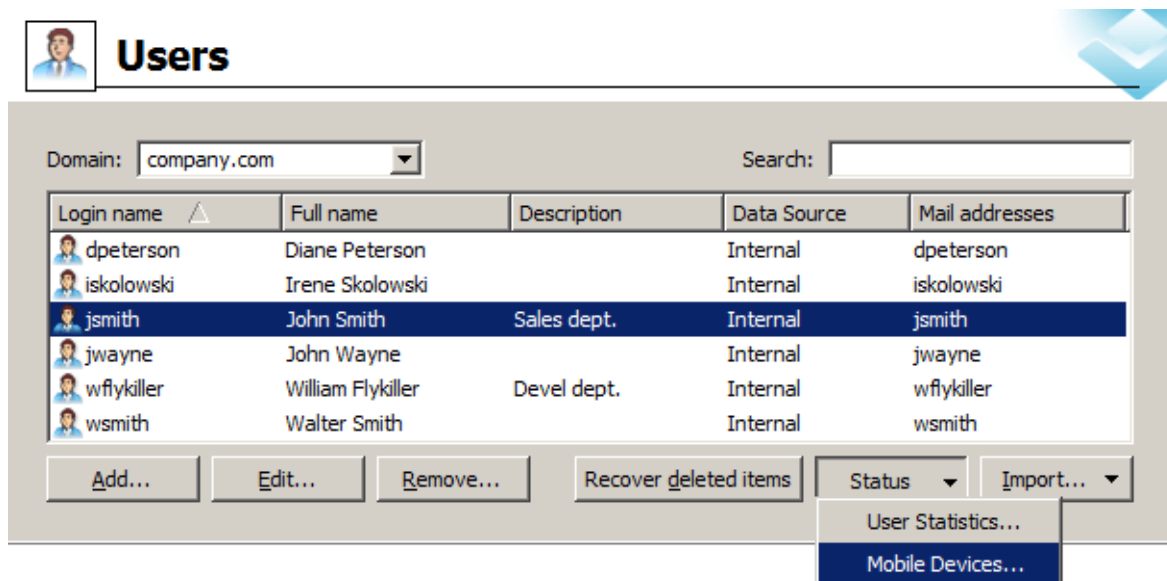 Users
Domain: company.com Search:
Login name Full name Description Data Source Mail addresses
dpeterson Diane Peterson Internal dpeterson
iskolowski Irene Skolowski Internal iskolowski
jsmith John Smith Sales dept. Internal jsmith
jwayne John Wayne Internal jwayne
wflykiller William Flykiller Devel dept. Internal wflykiller
wsmith Walter Smith Internal wsmith
Add... Edit... Remove... Recover deleted items Status Import...
User Statistics...
Mobile Devices...